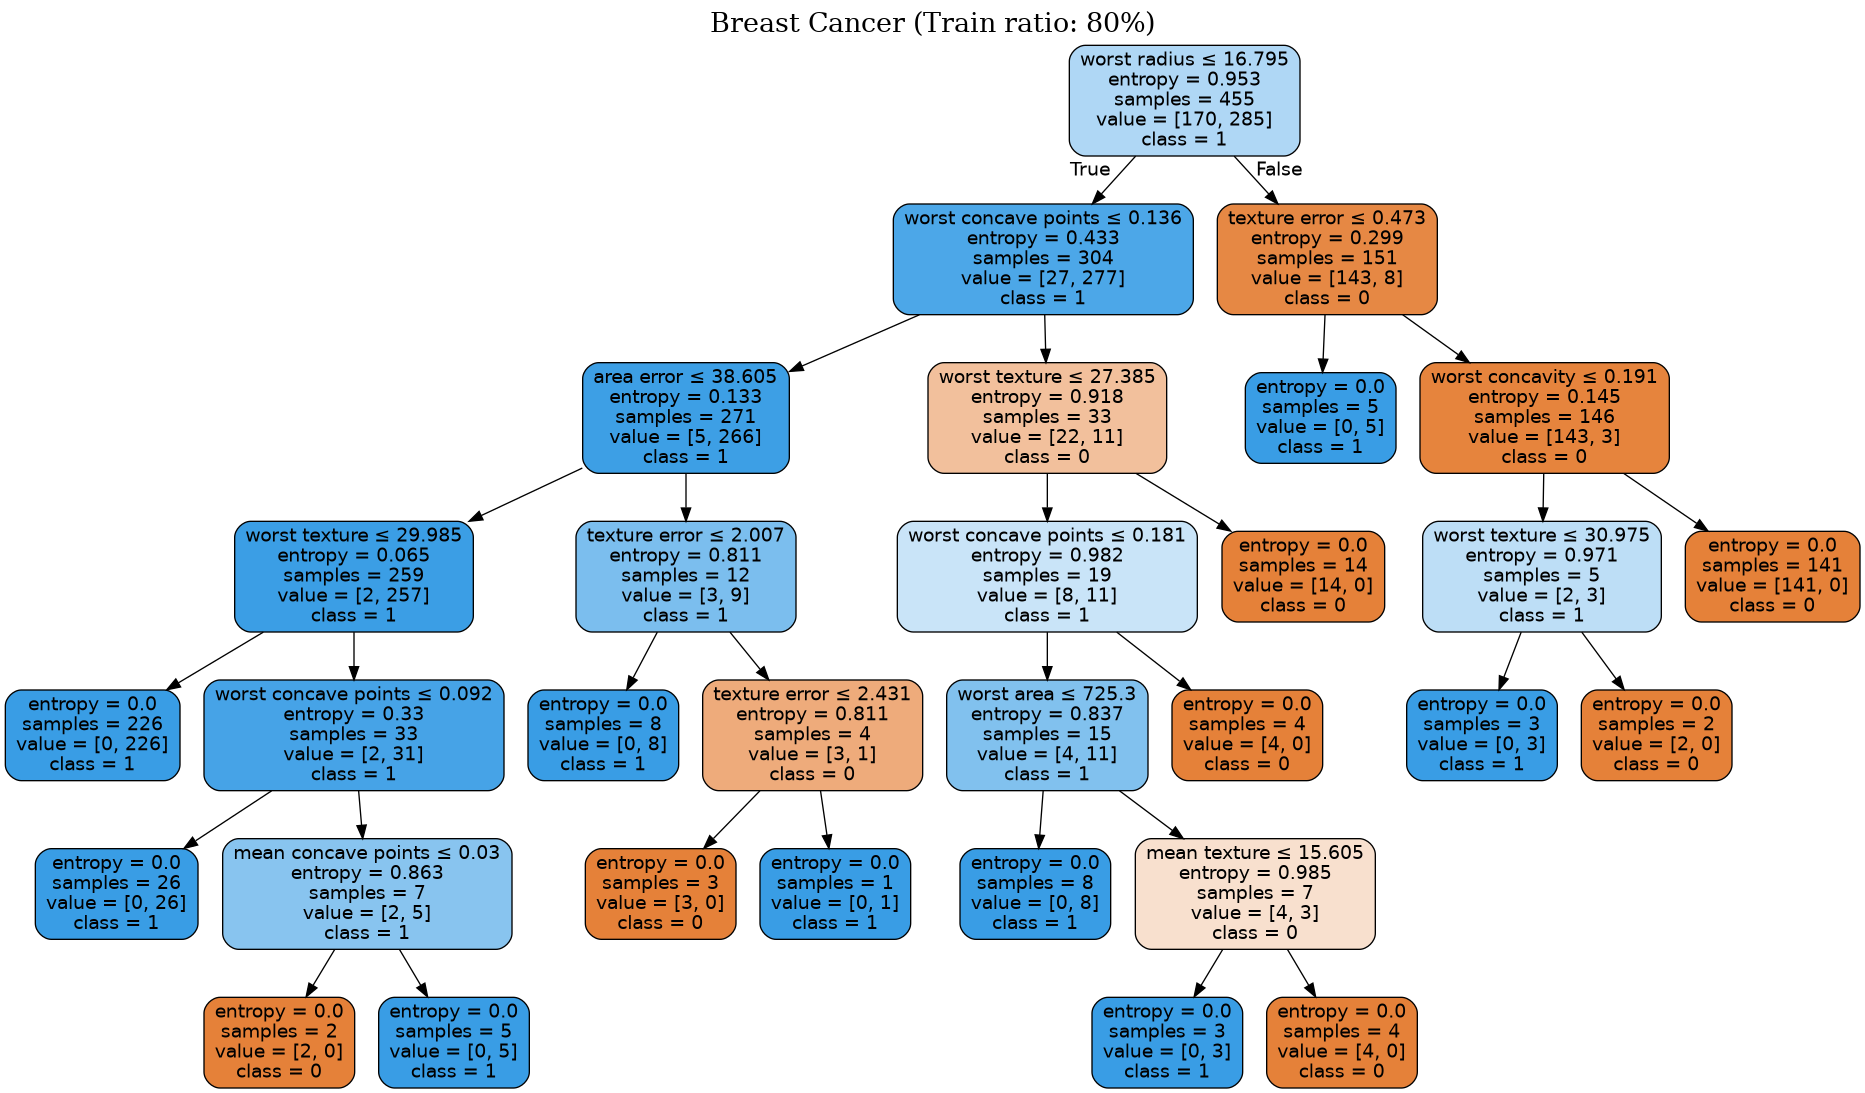 Breast Cancer (Train ratio: 80%)
worst radius ≤ 16.795
entropy = 0.953
samples = 455
value = [170, 285]
class = 1
True
False
worst concave points ≤ 0.136
entropy = 0.433
samples = 304
value = [27, 277]
class = 1
texture error ≤ 0.473
entropy = 0.299
samples = 151
value = [143, 8]
class = 0
area error ≤ 38.605
entropy = 0.133
samples = 271
value = [5, 266]
class = 1
worst texture ≤ 27.385
entropy = 0.918
samples = 33
value = [22, 11]
class = 0
entropy = 0.0
samples = 5
value = [0, 5]
class = 1
worst concavity ≤ 0.191
entropy = 0.145
samples = 146
value = [143, 3]
class = 0
worst texture ≤ 29.985
entropy = 0.065
samples = 259
value = [2, 257]
class = 1
texture error ≤ 2.007
entropy = 0.811
samples = 12
value = [3, 9]
class = 1
worst concave points ≤ 0.181
entropy = 0.982
samples = 19
value = [8, 11]
class = 1
entropy = 0.0
samples = 14
value = [14, 0]
class = 0
worst texture ≤ 30.975
entropy = 0.971
samples = 5
value = [2, 3]
class = 1
entropy = 0.0
samples = 141
value = [141, 0]
class = 0
entropy = 0.0
samples = 226
value = [0, 226]
class = 1
worst concave points ≤ 0.092
entropy = 0.33
samples = 33
value = [2, 31]
class = 1
entropy = 0.0
samples = 8
value = [0, 8]
class = 1
texture error ≤ 2.431
entropy = 0.811
samples = 4
value = [3, 1]
class = 0
worst area ≤ 725.3
entropy = 0.837
samples = 15
value = [4, 11]
class = 1
entropy = 0.0
samples = 4
value = [4, 0]
class = 0
entropy = 0.0
samples = 3
value = [0, 3]
class = 1
entropy = 0.0
samples = 2
value = [2, 0]
class = 0
entropy = 0.0
samples = 26
value = [0, 26]
class = 1
mean concave points ≤ 0.03
entropy = 0.863
samples = 7
value = [2, 5]
class = 1
entropy = 0.0
samples = 3
value = [3, 0]
class = 0
entropy = 0.0
samples = 1
value = [0, 1]
class = 1
entropy = 0.0
samples = 8
value = [0, 8]
class = 1
mean texture ≤ 15.605
entropy = 0.985
samples = 7
value = [4, 3]
class = 0
entropy = 0.0
samples = 2
value = [2, 0]
class = 0
entropy = 0.0
samples = 5
value = [0, 5]
class = 1
entropy = 0.0
samples = 3
value = [0, 3]
class = 1
entropy = 0.0
samples = 4
value = [4, 0]
class = 0